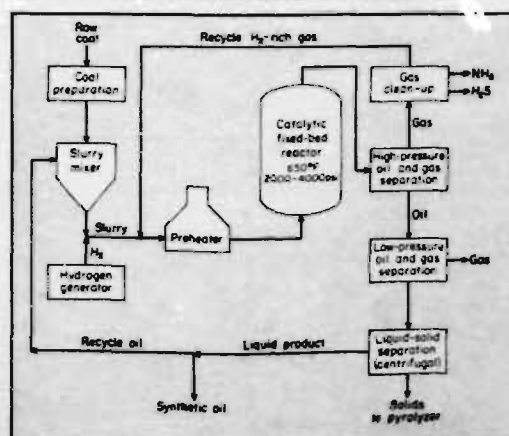 Raw
coal
Recycle H₂-rich gas
Coal
preparation
Gas
clean-up
NH₃
H₂S
Slurry
mixer
Catalytic
fixed-bed
reactor
850°F
2000-4000psi
Gas
High-pressure
oil and gas
separation
Slurry
Preheater
Oil
H₂
Hydrogen
generator
Low-pressure
oil and gas
separation
Gas
Recycle oil
Liquid product
Liquid-solid
separation
(centrifugal)
Synthetic oil
Solids
to pyrolyzer